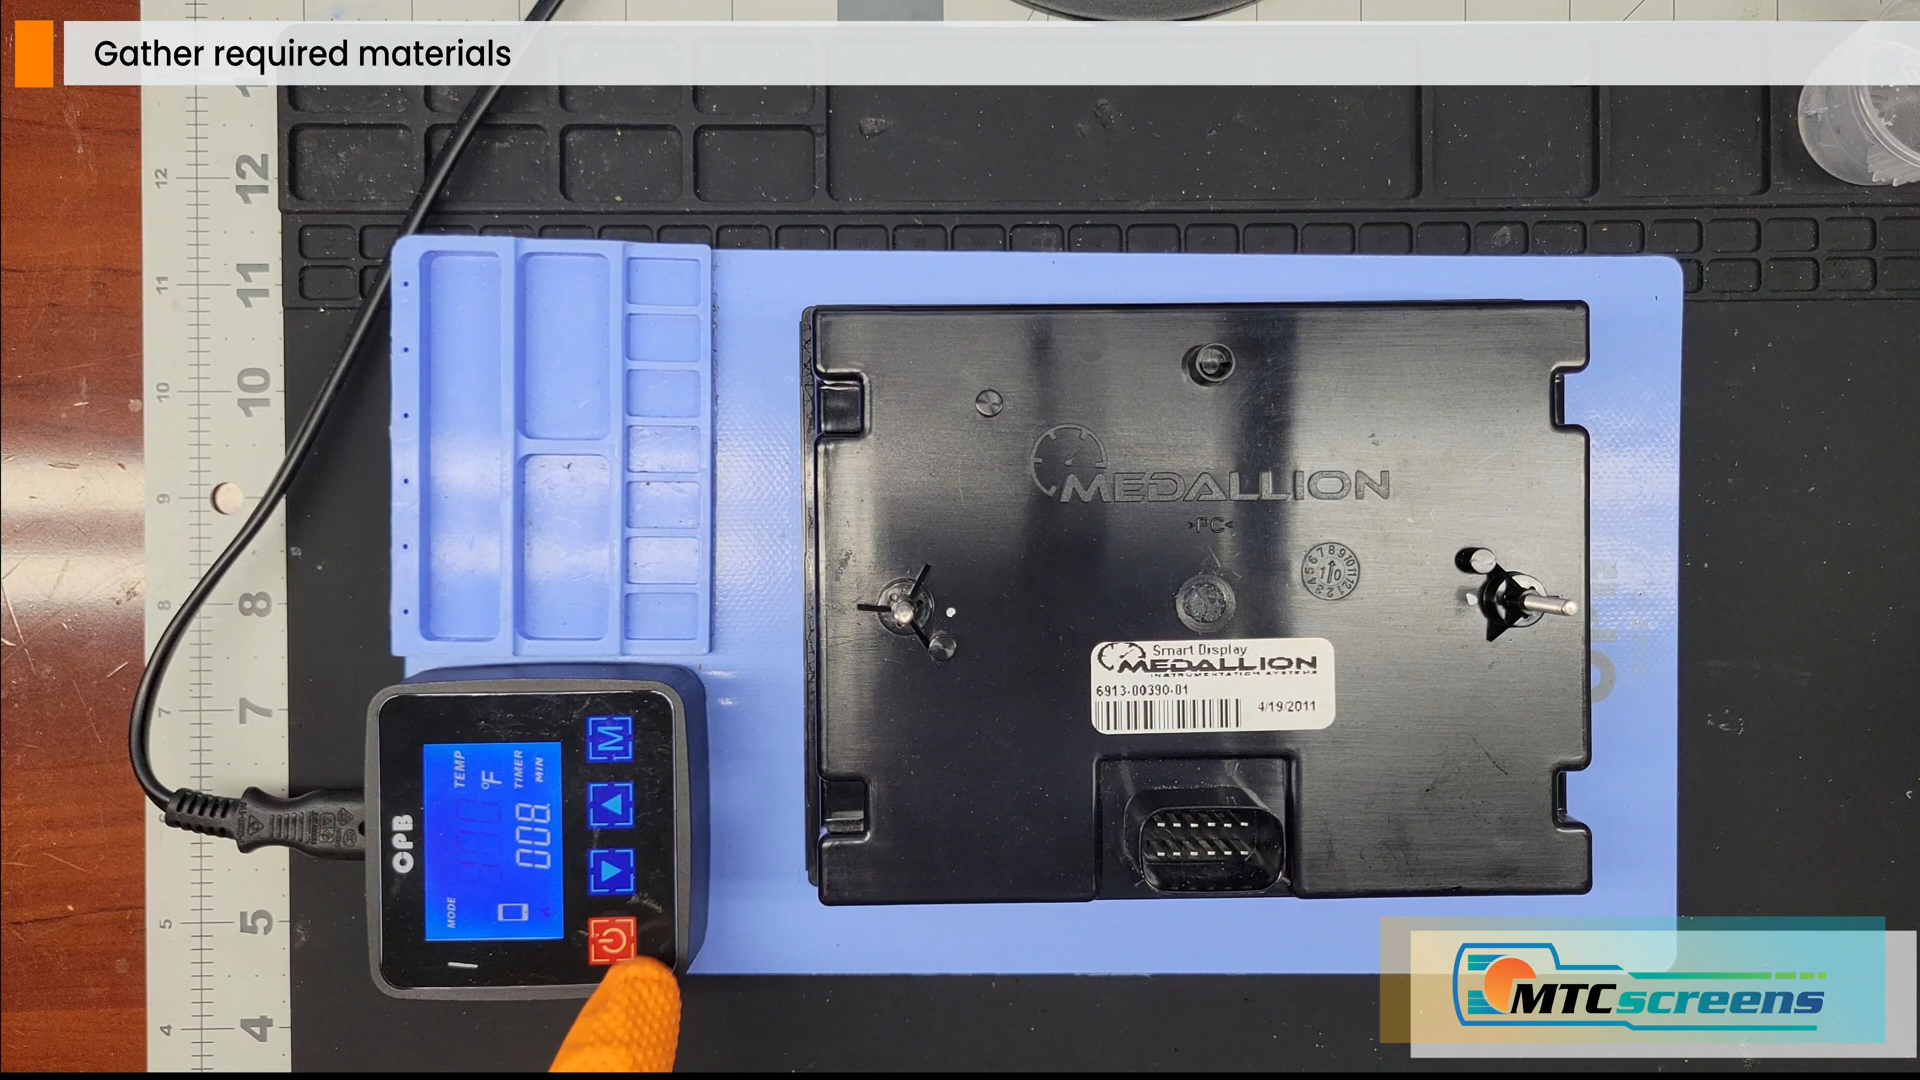 Gather required materials
12
12
11
11
10
10
9
9
8
8
7
7
5
5
4
4
MEDALLION
>PC<
Smart Display
MEDALLION
INSTRUMENTATION SYSTEMS
6913-00390-01
4/19/2011
CPB
TEMP
°F
TIMER
MIN
008
MODE
M
MTCscreens